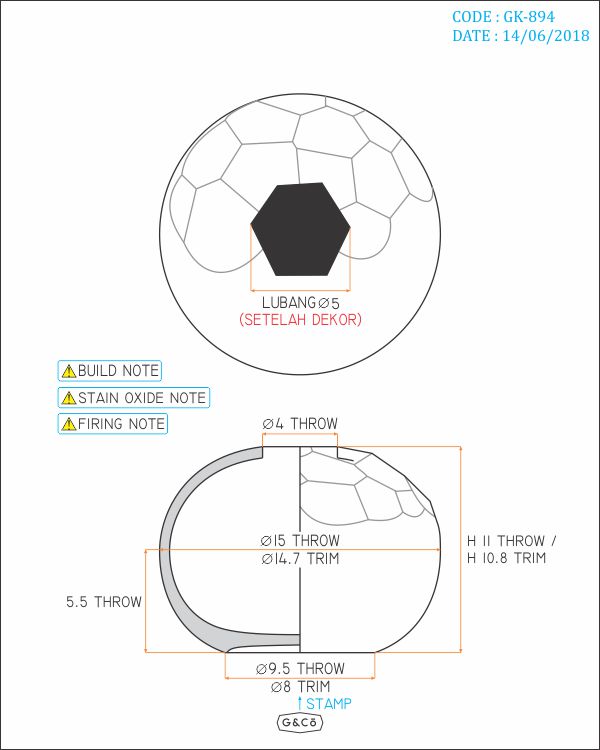 CODE : GK-894
DATE : 14/06/2018
LUBANG ⌀5
(SETELAH DEKOR)
BUILD NOTE
STAIN OXIDE NOTE
FIRING NOTE
⌀4 THROW
⌀15 THROW
⌀14.7 TRIM
H 11 THROW /
H 10.8 TRIM
5.5 THROW
⌀9.5 THROW
⌀8 TRIM
STAMP
G&Cō